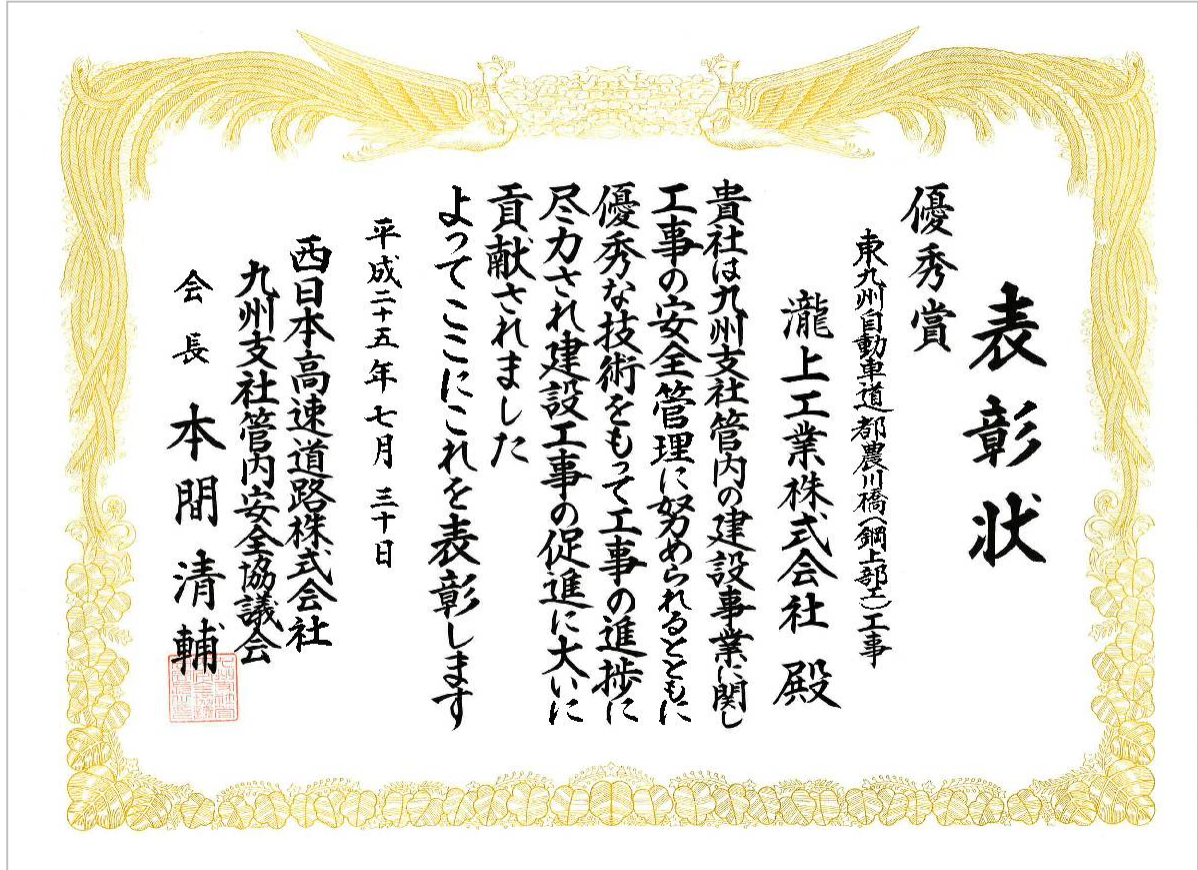 表彰状
優秀賞
東九州自動車道都農川橋（鋼上部工）工事
瀧上工業株式会社 殿
貴社は九州支社管内の建設事業に関し
工事の安全管理に努められるとともに
優秀な技術をもって工事の進捗に
尽力され建設工事の促進に大いに
貢献されました
よってここにこれを表彰します
平成二十五年七月三十日
西日本高速道路株式会社
九州支社管内安全協議会
会長 本間清輔